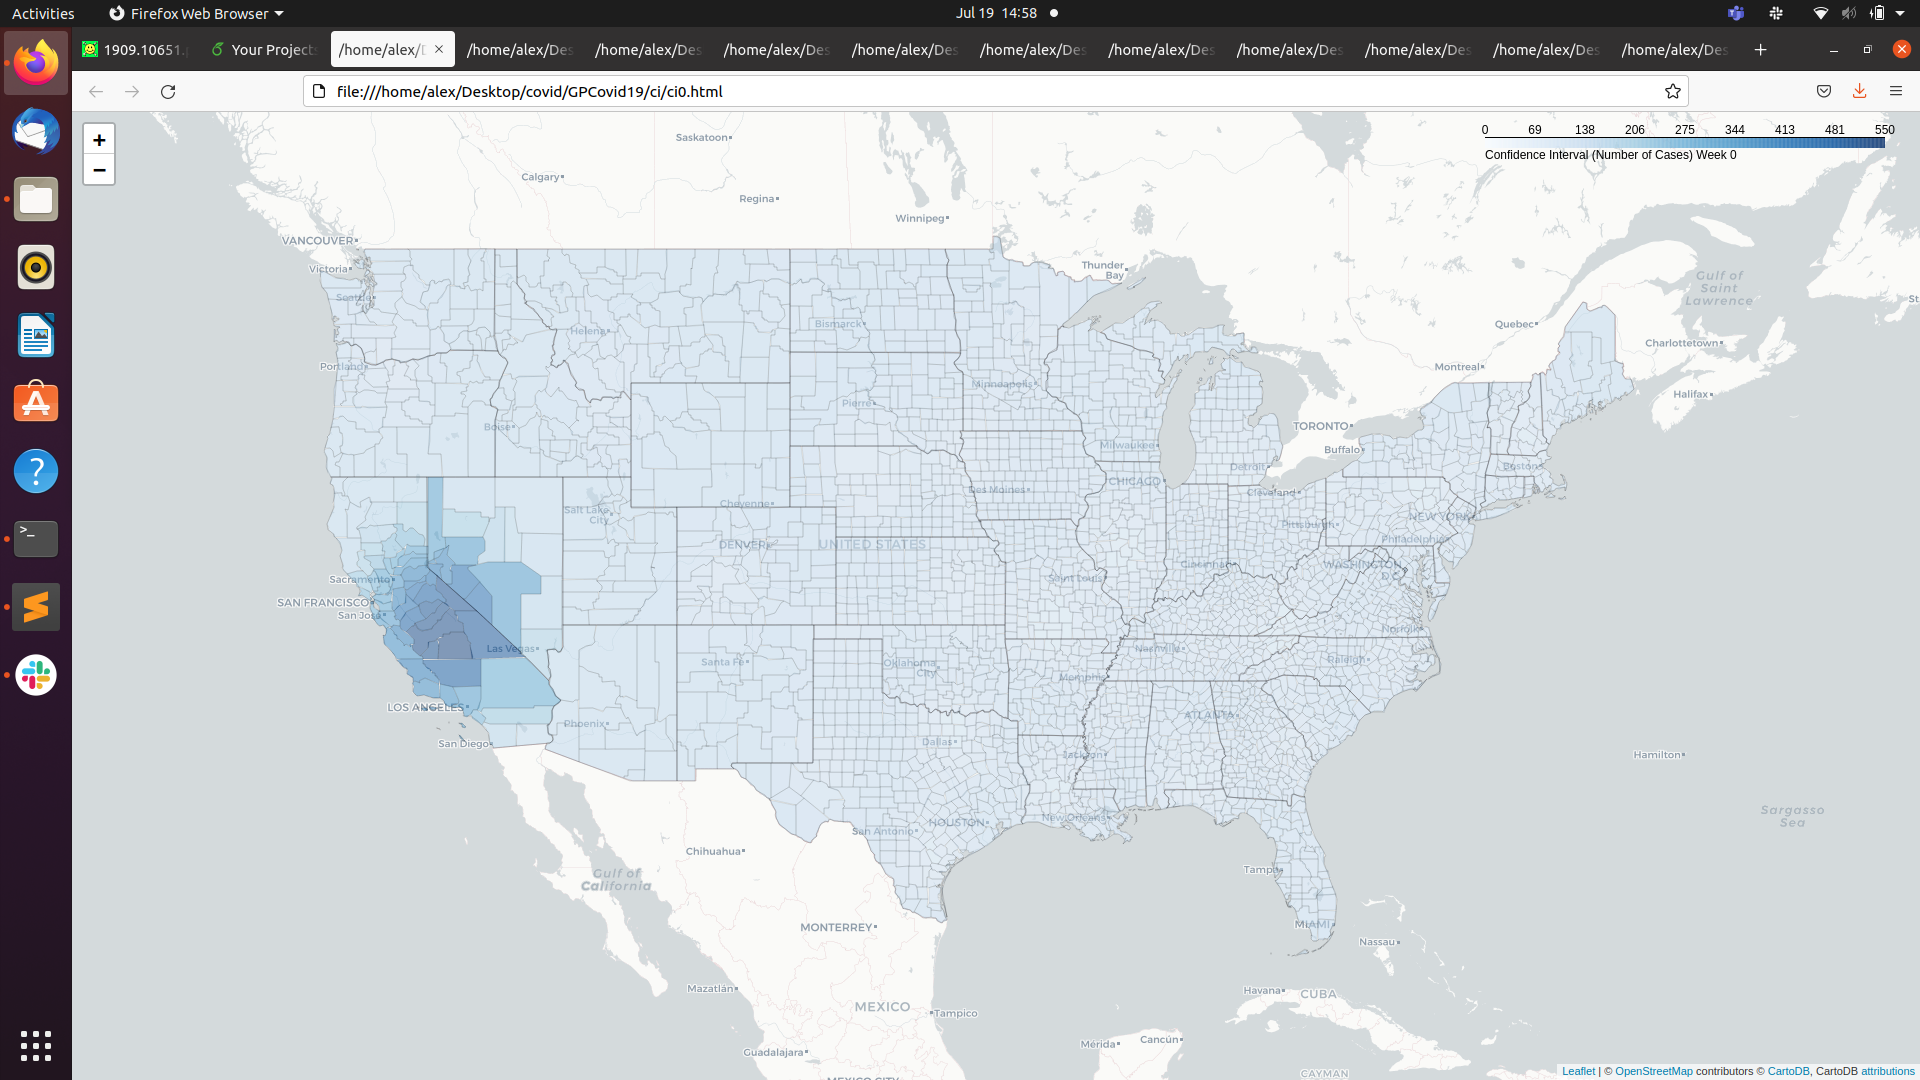 Activities
Firefox Web Browser
Jul 19 14:58
1909.10651.p
Your Projects
/home/alex/D
/home/alex/Des
/home/alex/Des
/home/alex/Des
/home/alex/Des
/home/alex/Des
/home/alex/Des
/home/alex/Des
/home/alex/Des
/home/alex/Des
/home/alex/Des
file:///home/alex/Desktop/covid/GPCovid19/ci/ci0.html
+
−
0 69 138 206 275 344 413 481 550
Confidence Interval (Number of Cases) Week 0
Saskatoon
Calgary
Regina
Winnipeg
VANCOUVER
Victoria
Thunder
Bay
Gulf of
Saint
Lawrence
Seattle
St
Bismarck
Helena
Quebec
Charlottetown
Portland
Montreal
Minneapolis
Halifax
Pierre
Boise
TORONTO
Milwaukee
Buffalo
Detroit
Boston
CHICAGO
Des Moines
Cleveland
Cheyenne
Salt Lake
City
NEW YORK
Pittsburgh
DENVER
UNITED STATES
Philadelphia
Cincinnati
WASHINGTON
D.C.
Sacramento
Saint Louis
SAN FRANCISCO
San Jose
Norfolk
Las Vegas
Nashville
Santa Fe
Oklahoma
City
Raleigh
Memphis
LOS ANGELES
Phoenix
ATLANTA
San Diego
Dallas
Jackson
Hamilton
Sargasso
Sea
New Orleans
HOUSTON
San Antonio
Chihuahua
Gulf of
California
Tampa
MONTERREY
MIAMI
Nassau
Mazatlán
Havana
CUBA
MEXICO
Tampico
Mérida
Cancún
Guadalajara
CAYMAN
MEXICO CITY
Leaflet | © OpenStreetMap contributors © CartoDB, CartoDB attributions